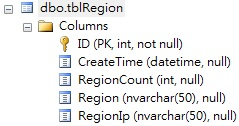 dbo.tblRegion
Columns
ID (PK, int, not null)
CreateTime (datetime, null)
RegionCount (int, null)
Region (nvarchar(50), null)
RegionIp (nvarchar(50), null)